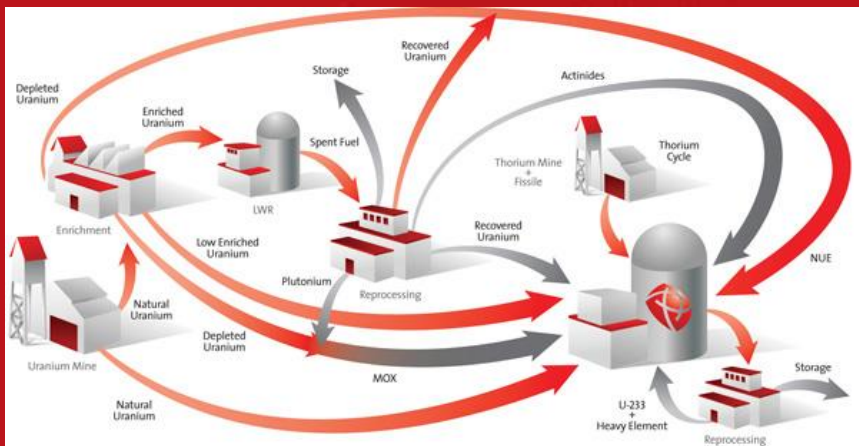 Recovered
Uranium
Storage
Actinides
Depleted
Uranium
Enriched
Uranium
Spent Fuel
Thorium
Cycle
Thorium Mine
+
Fissile
LWR
Enrichment
Low Enriched
Uranium
Recovered
Uranium
NUE
Plutonium
Reprocessing
Natural
Uranium
Depleted
Uranium
Uranium Mine
MOX
Storage
Natural
Uranium
U-233
+
Heavy Element
Reprocessing